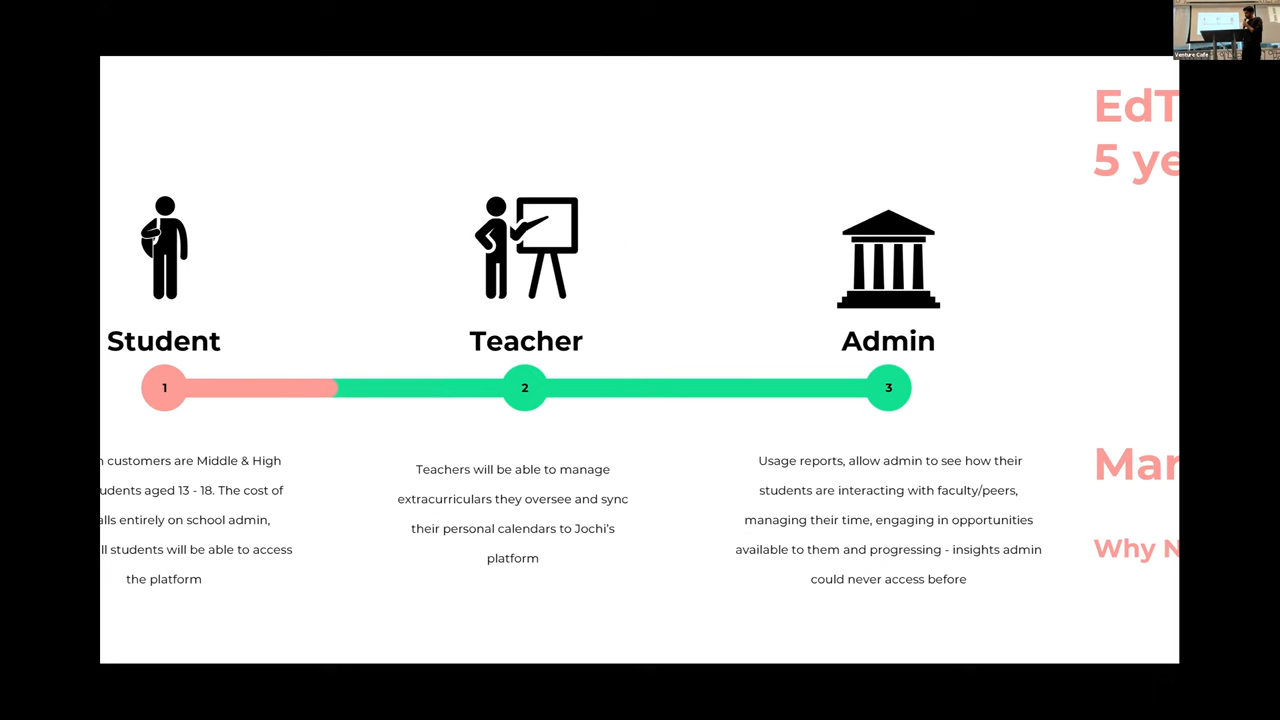 Venture Cafe
EdT
5 ye
Student
Teacher
Admin
1
2
3
n customers are Middle & High
udents aged 13 - 18. The cost of
alls entirely on school admin,
ll students will be able to access
the platform
Teachers will be able to manage
extracurriculars they oversee and sync
their personal calendars to Jochi's
platform
Usage reports, allow admin to see how their
students are interacting with faculty/peers,
managing their time, engaging in opportunities
available to them and progressing - insights admin
could never access before
Mar
Why N